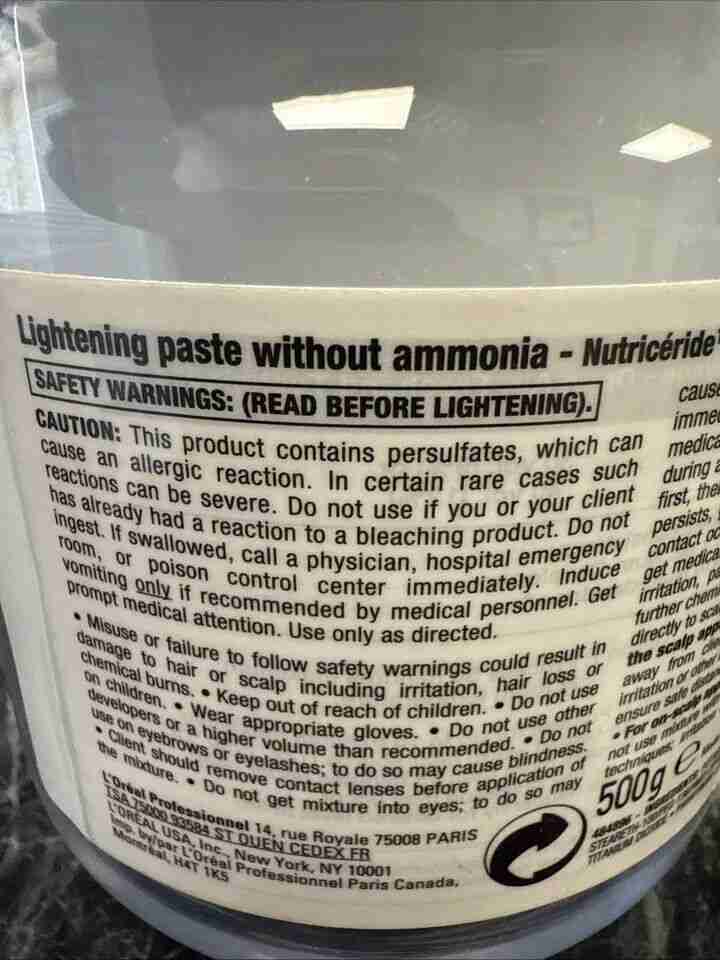 Lightening paste without ammonia - Nutricéride
SAFETY WARNINGS: (READ BEFORE LIGHTENING).
CAUTION: This product contains persulfates, which can
cause an allergic reaction. In certain rare cases such
reactions can be severe. Do not use if you or your client
has already had a reaction to a bleaching product. Do not
ingest. If swallowed, call a physician, hospital emergency
room, or poison control center immediately. Induce
vomiting only if recommended by medical personnel. Get
prompt medical attention. Use only as directed.
• Misuse or failure to follow safety warnings could result in
damage to hair or scalp including irritation, hair loss or
chemical burns. • Keep out of reach of children. • Do not use
on children. • Wear appropriate gloves. • Do not use other
developers or a higher volume than recommended. • Do not
use on eyebrows or eyelashes; to do so may cause blindness.
• Client should remove contact lenses before application of
the mixture. • Do not get mixture into eyes; to do so may
L'Oréal Professionnel 14, rue Royale 75008 PARIS
TSA 75000 93584 ST OUEN CEDEX FR
L'ORÉAL USA, Inc., New York, NY 10001
Imp. by/par L'Oréal Professionnel Paris Canada,
Montréal, H4T 1K5
during
first,
persists,
contact
get
irritation,
further
directly to
the scalp
away from
irritation or
ensure safe
• For on-scalp
not use mixture
techniques:
500g e
484896 - INGREDIENTS
TITANIUM DIOXIDE •